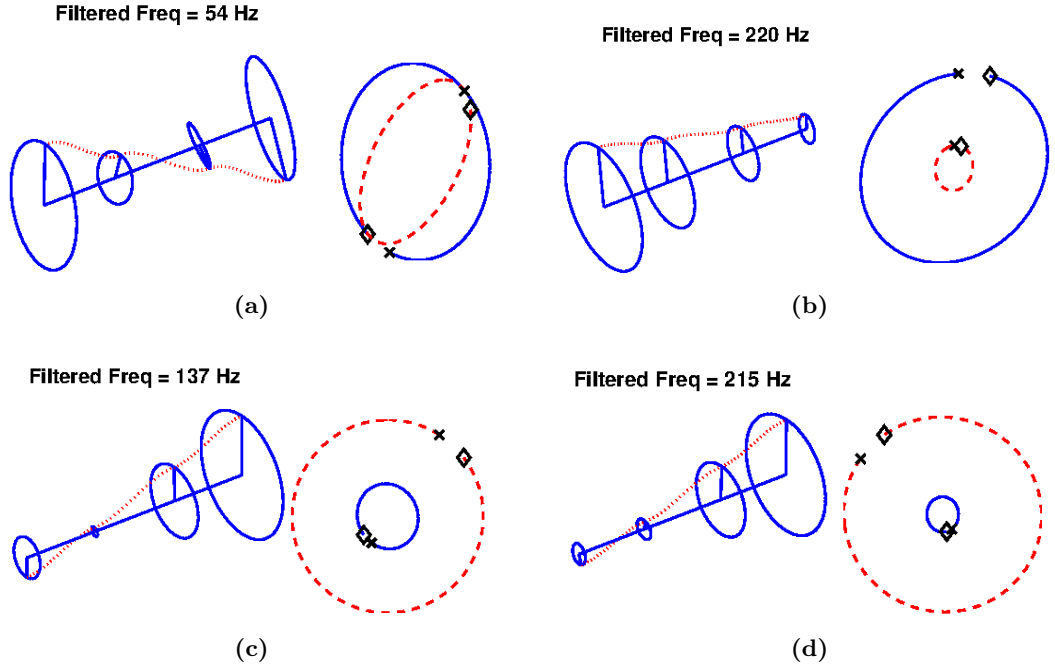 Filtered Freq = 54 Hz
Filtered Freq = 220 Hz
(a)
(b)
Filtered Freq = 137 Hz
Filtered Freq = 215 Hz
(c)
(d)